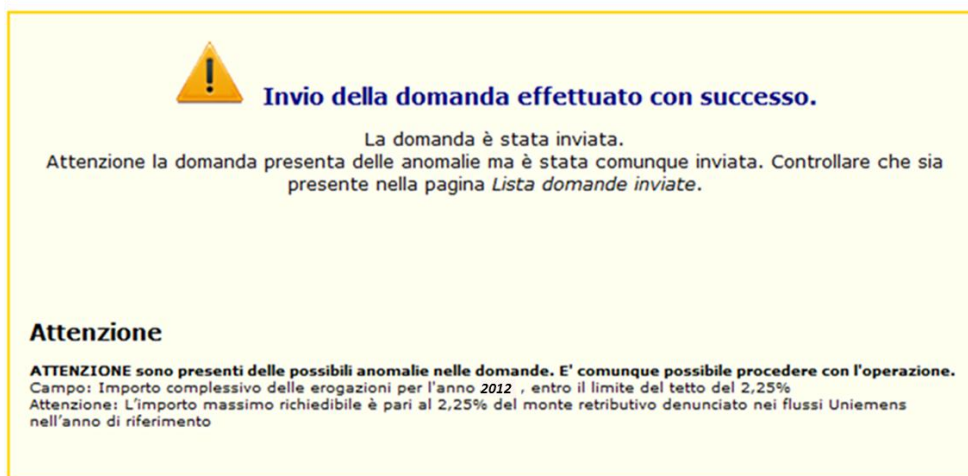 Invio della domanda effettuato con successo.
La domanda è stata inviata.
Attenzione la domanda presenta delle anomalie ma è stata comunque inviata. Controllare che sia
presente nella pagina Lista domande inviate.
Attenzione
ATTENZIONE sono presenti delle possibili anomalie nelle domande. E' comunque possibile procedere con l'operazione.
Campo: Importo complessivo delle erogazioni per l'anno 2012 , entro il limite del tetto del 2,25%
Attenzione: L'importo massimo richiedibile è pari al 2,25% del monte retributivo denunciato nei flussi Uniemens
nell'anno di riferimento